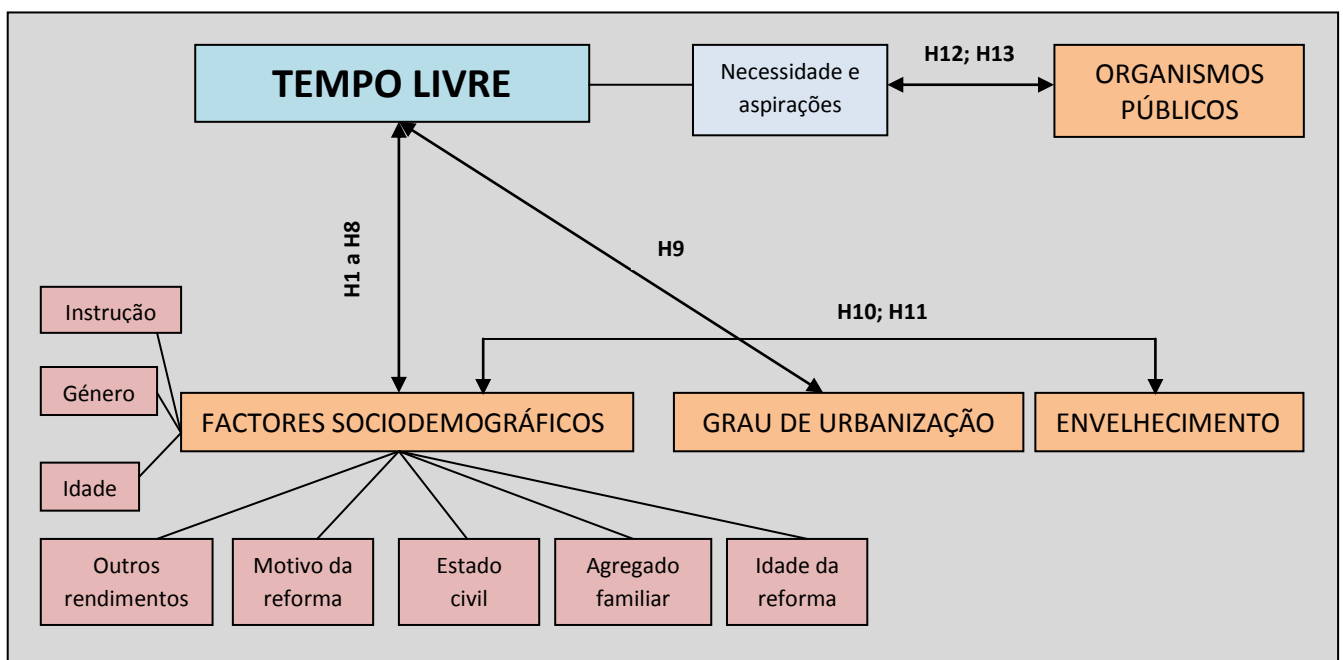 TEMPO LIVRE
Necessidade e
aspirações
H12; H13
ORGANISMOS
PÚBLICOS
H1 a H8
H9
H10; H11
Instrução
Género
Idade
FACTORES SOCIODEMOGRÁFICOS
GRAU DE URBANIZAÇÃO
ENVELHECIMENTO
Outros
rendimentos
Motivo da
reforma
Estado
civil
Agregado
familiar
Idade da
reforma